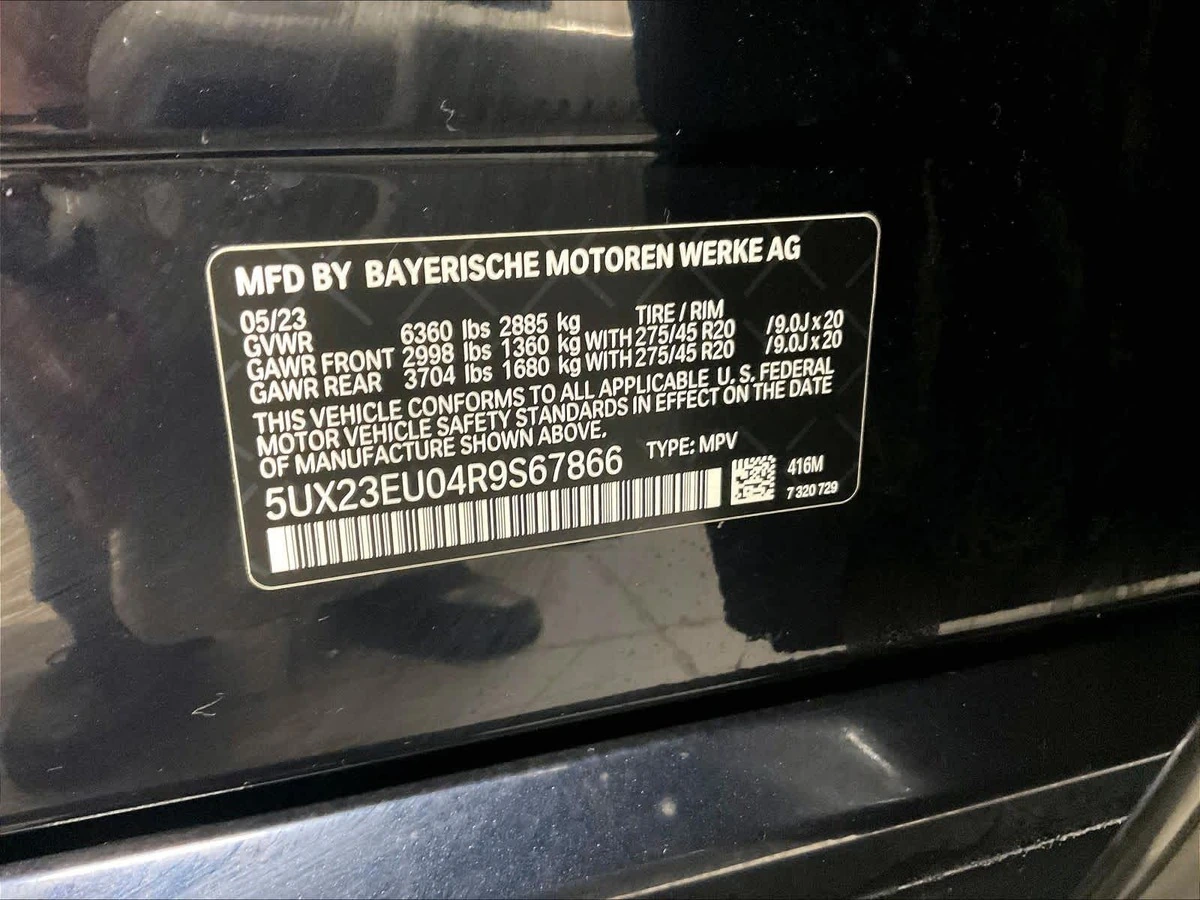 MFD BY BAYERISCHE MOTOREN WERKE AG
05/23 TIRE / RIM
GVWR 6360 lbs 2885 kg
GAWR FRONT 2998 lbs 1360 kg WITH 275/45 R20 /9.0J x 20
GAWR REAR 3704 lbs 1680 kg WITH 275/45 R20 /9.0J x 20
THIS VEHICLE CONFORMS TO ALL APPLICABLE U. S. FEDERAL
MOTOR VEHICLE SAFETY STANDARDS IN EFFECT ON THE DATE
OF MANUFACTURE SHOWN ABOVE.
5UX23EU04R9S67866 TYPE: MPV
416M
7 320 729